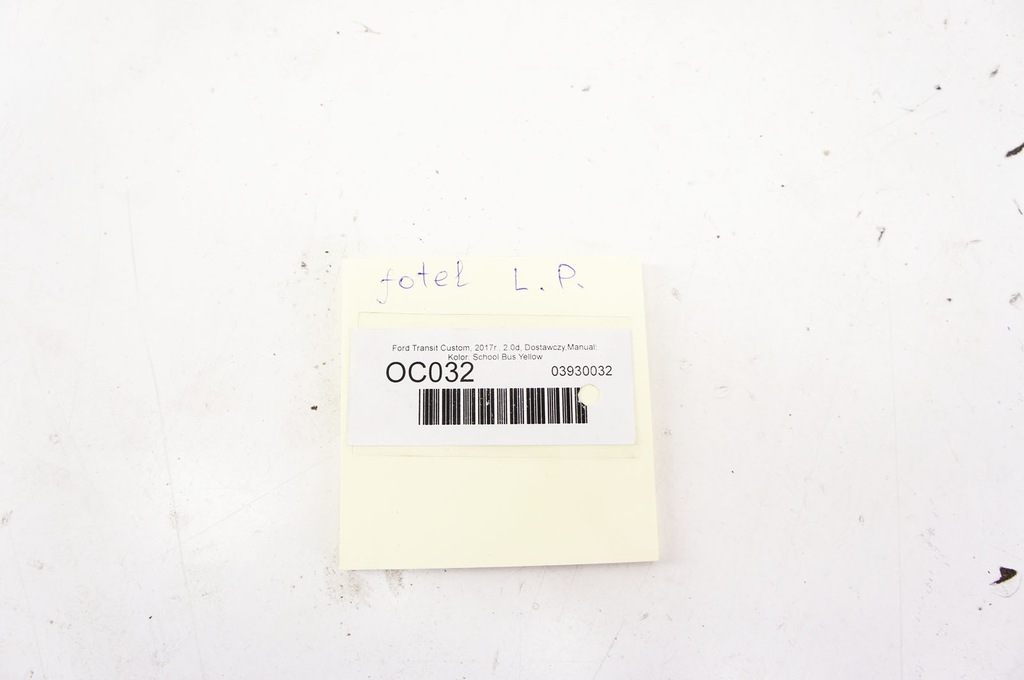 fotel L.P.
Ford Transit Custom, 2017r., 2.0d, Dostawczy,Manual:
Kolor: School Bus Yellow
OC032 03930032